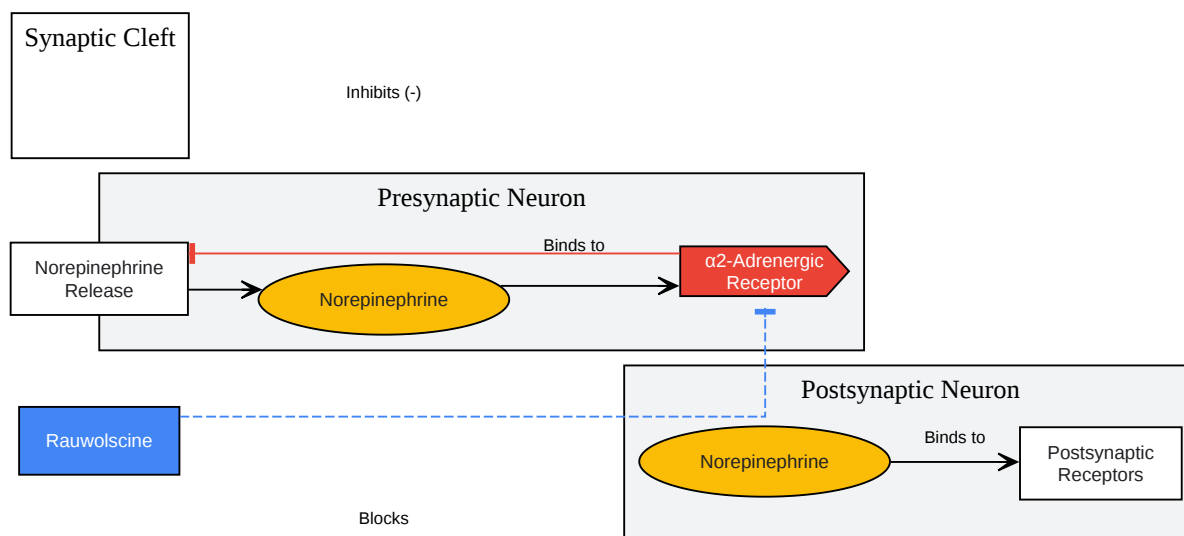 Synaptic Cleft
Inhibits (-)
Presynaptic Neuron
Binds to
Norepinephrine
Release
Norepinephrine
α2-Adrenergic
Receptor
Postsynaptic Neuron
Rauwolscine
Norepinephrine
Binds to
Postsynaptic
Receptors
Blocks